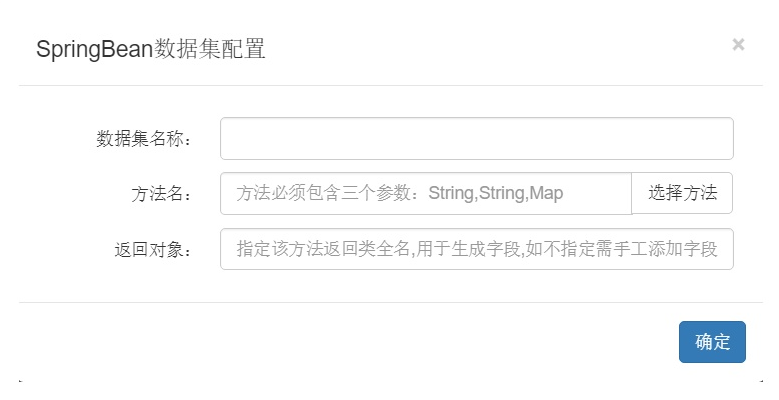 SpringBean数据集配置 ×
数据集名称：
方法名： 方法必须包含三个参数：String,String,Map 选择方法
返回对象： 指定该方法返回类全名,用于生成字段,如不指定需手工添加字段
确定